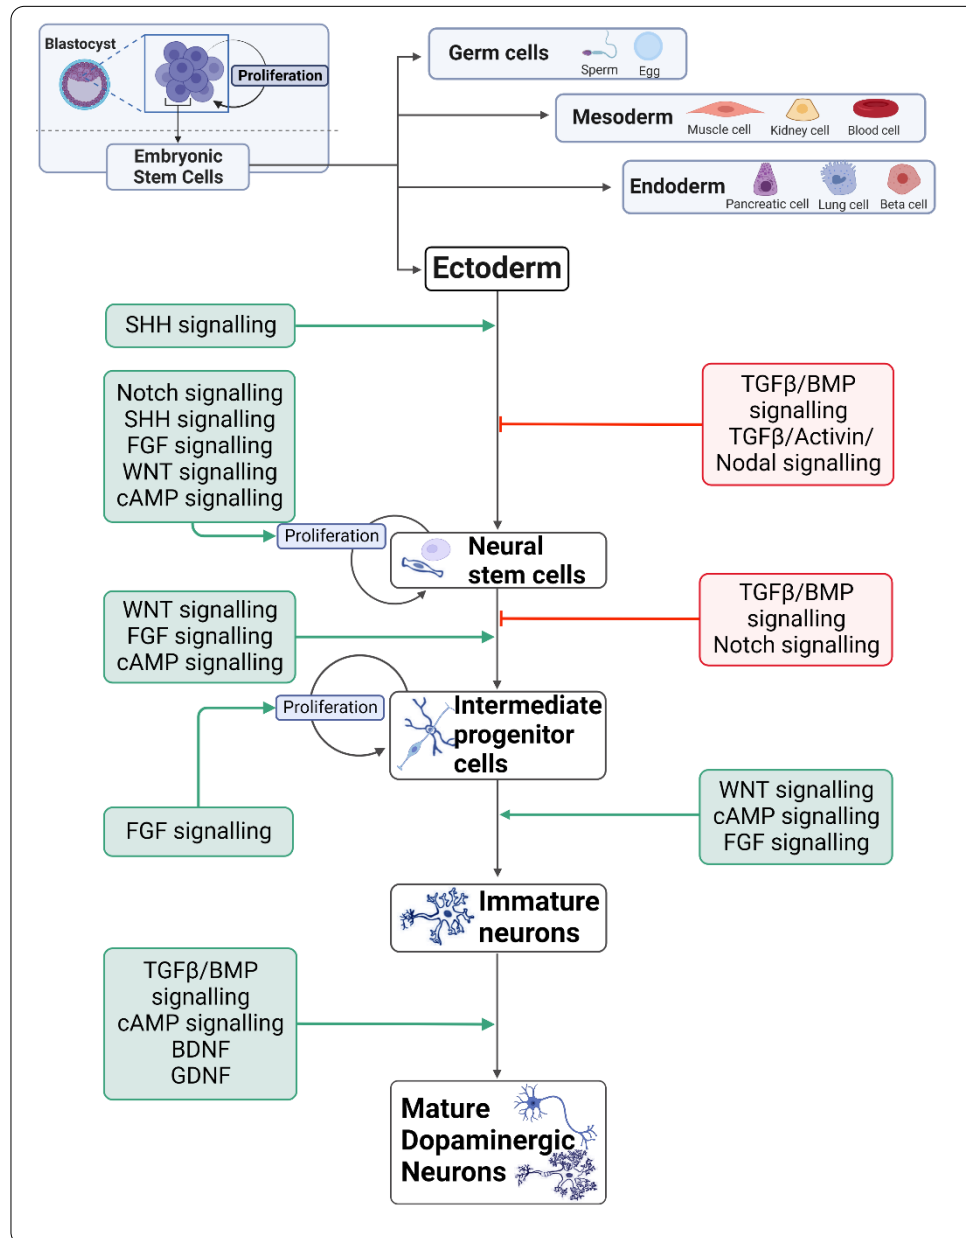 Blastocyst
Proliferation
Embryonic
Stem Cells
Germ cells
Sperm
Egg
Mesoderm
Muscle cell
Kidney cell
Blood cell
Endoderm
Pancreatic cell
Lung cell
Beta cell
Ectoderm
SHH signalling
TGFβ/BMP
signalling
TGFβ/Activin/
Nodal signalling
Notch signalling
SHH signalling
FGF signalling
WNT signalling
cAMP signalling
Proliferation
Neural
stem cells
WNT signalling
FGF signalling
cAMP signalling
TGFβ/BMP
signalling
Notch signalling
Proliferation
Intermediate
progenitor
cells
FGF signalling
WNT signalling
cAMP signalling
FGF signalling
Immature
neurons
TGFβ/BMP
signalling
cAMP signalling
BDNF
GDNF
Mature
Dopaminergic
Neurons